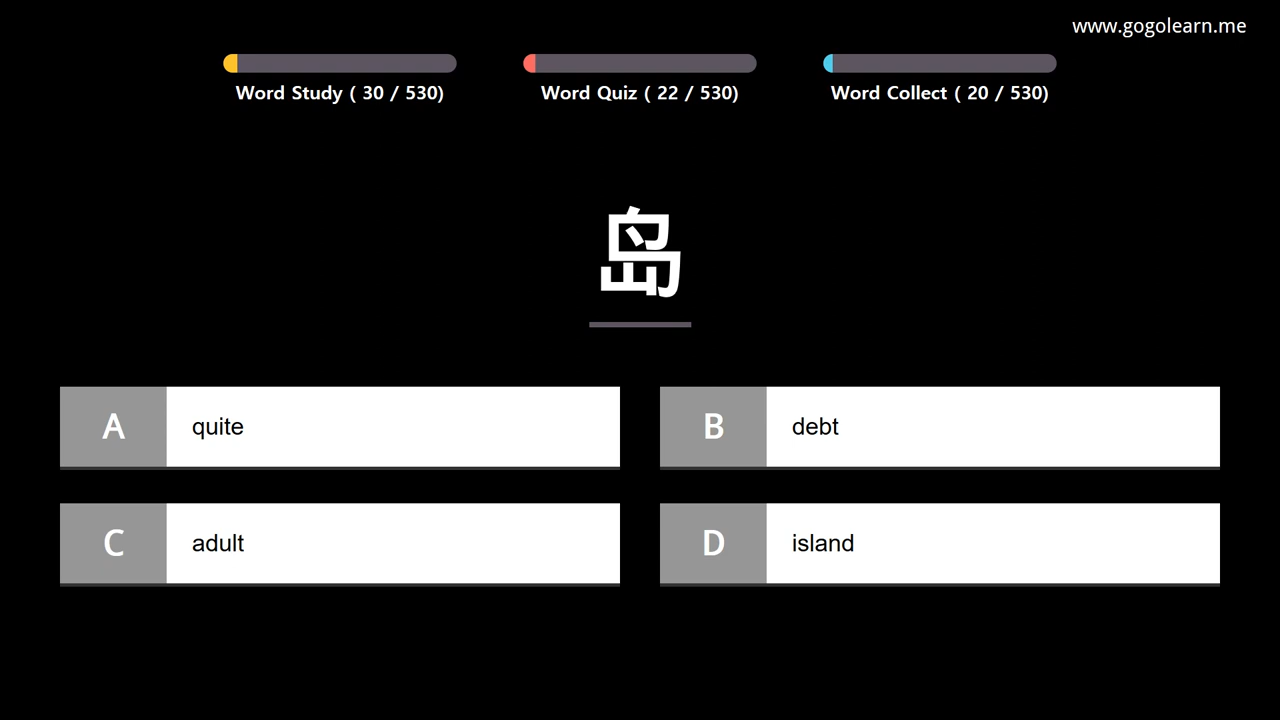 www.gogolearn.me
Word Study ( 30 / 530)
Word Quiz ( 22 / 530)
Word Collect ( 20 / 530)
岛
A quite
B debt
C adult
D island